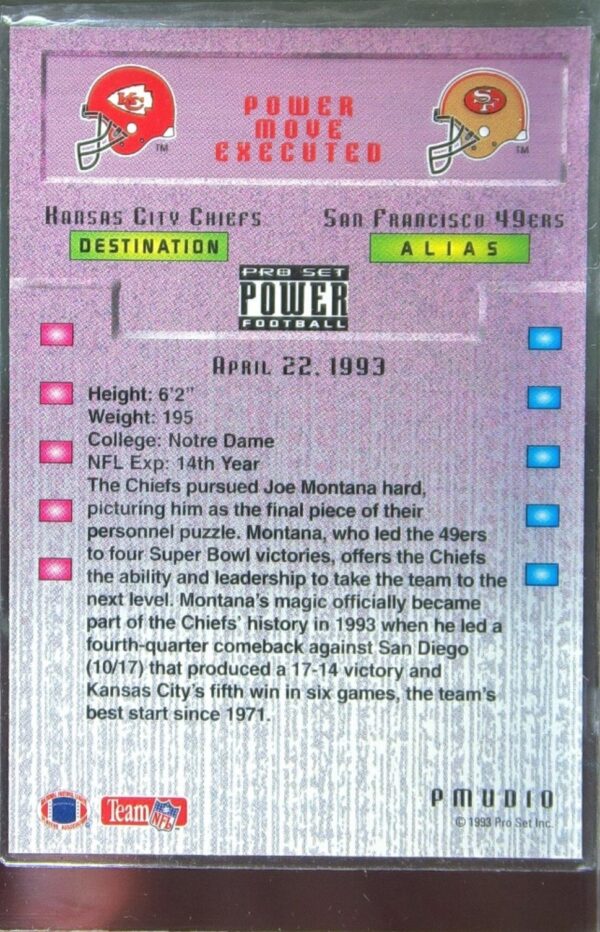 POWER
MOVE
EXECUTED
KC
SF
TM
TM
Kansas City Chiefs
San Francisco 49ers
DESTINATION
ALIAS
PRO SET
POWER
FOOTBALL
April 22, 1993
Height: 6'2"
Weight: 195
College: Notre Dame
NFL Exp: 14th Year
The Chiefs pursued Joe Montana hard,
picturing him as the final piece of their
personnel puzzle. Montana, who led the 49ers
to four Super Bowl victories, offers the Chiefs
the ability and leadership to take the team to the
next level. Montana's magic officially became
part of the Chiefs' history in 1993 when he led a
fourth-quarter comeback against San Diego
(10/17) that produced a 17-14 victory and
Kansas City's fifth win in six games, the team's
best start since 1971.
Team NFL
PMUD10
© 1993 Pro Set Inc.